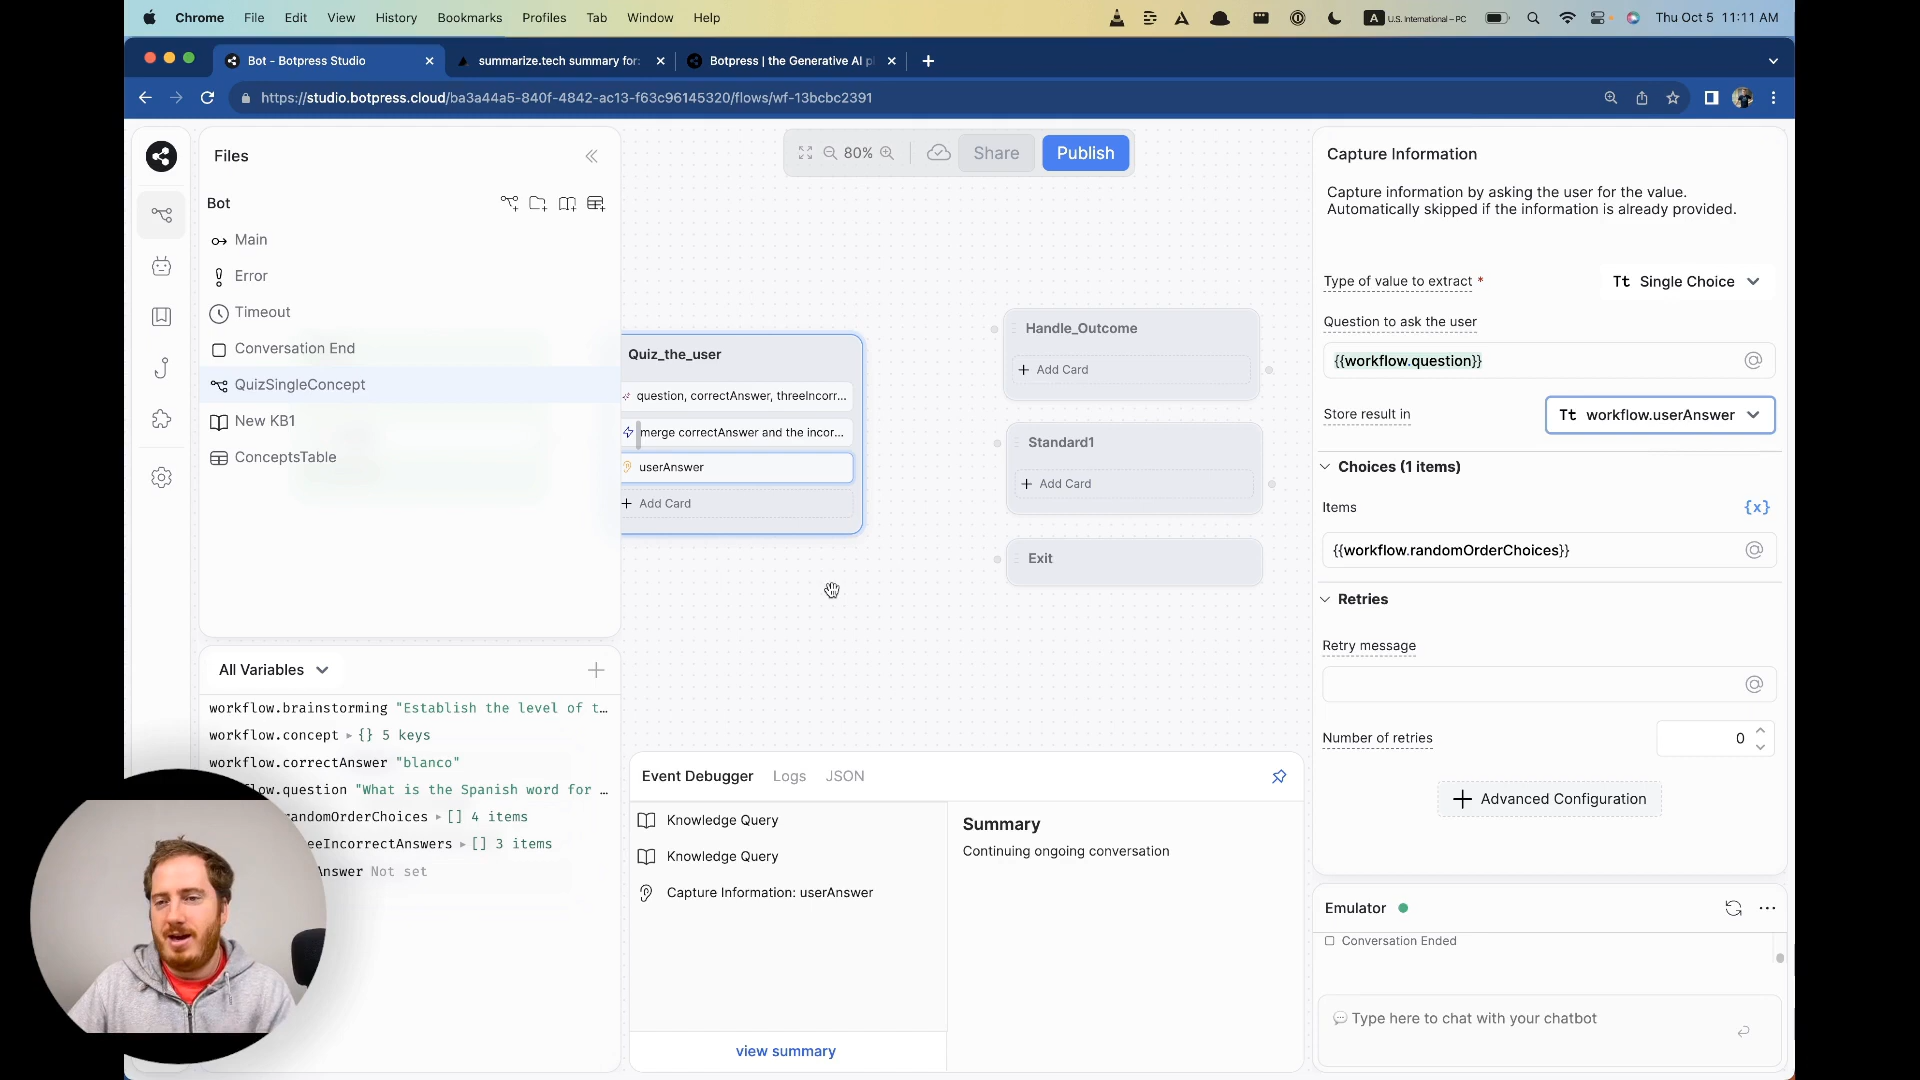 Chrome File Edit View History Bookmarks Profiles Tab Window Help
A U.S. International – PC Thu Oct 5 11:11 AM
Bot - Botpress Studio
summarize.tech summary for:
Botpress | the Generative AI pl
https://studio.botpress.cloud/ba3a44a5-840f-4842-ac13-f63c96145320/flows/wf-13bcbc2391
Files
Bot
Main
Error
Timeout
Conversation End
QuizSingleConcept
New KB1
ConceptsTable
All Variables
workflow.brainstorming "Establish the level of t…
workflow.concept {} 5 keys
workflow.correctAnswer "blanco"
low.question "What is the Spanish word for …
andomOrderChoices [] 4 items
eeIncorrectAnswers [] 3 items
Answer Not set
80%
Share
Publish
Quiz_the_user
question, correctAnswer, threeIncorr…
merge correctAnswer and the incor…
userAnswer
Add Card
Handle_Outcome
Add Card
Standard1
Add Card
Exit
Event Debugger Logs JSON
Knowledge Query
Knowledge Query
Capture Information: userAnswer
view summary
Summary
Continuing ongoing conversation
Capture Information
Capture information by asking the user for the value.
Automatically skipped if the information is already provided.
Type of value to extract * Tt Single Choice
Question to ask the user
{{workflow.question}} @
Store result in Tt workflow.userAnswer
Choices (1 items)
Items {x}
{{workflow.randomOrderChoices}} @
Retries
Retry message
@
Number of retries 0
Advanced Configuration
Emulator
Conversation Ended
Type here to chat with your chatbot